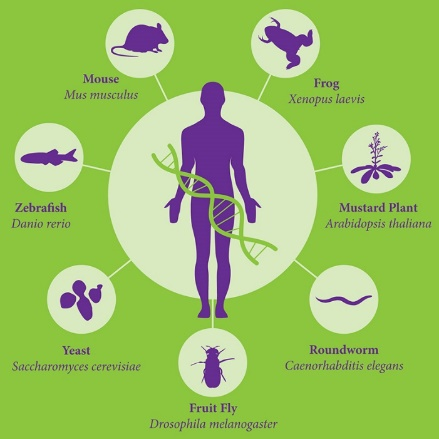 Mouse
Mus musculus
Frog
Xenopus laevis
Zebrafish
Danio rerio
Mustard Plant
Arabidopsis thaliana
Yeast
Saccharomyces cerevisiae
Roundworm
Caenorhabditis elegans
Fruit Fly
Drosophila melanogaster